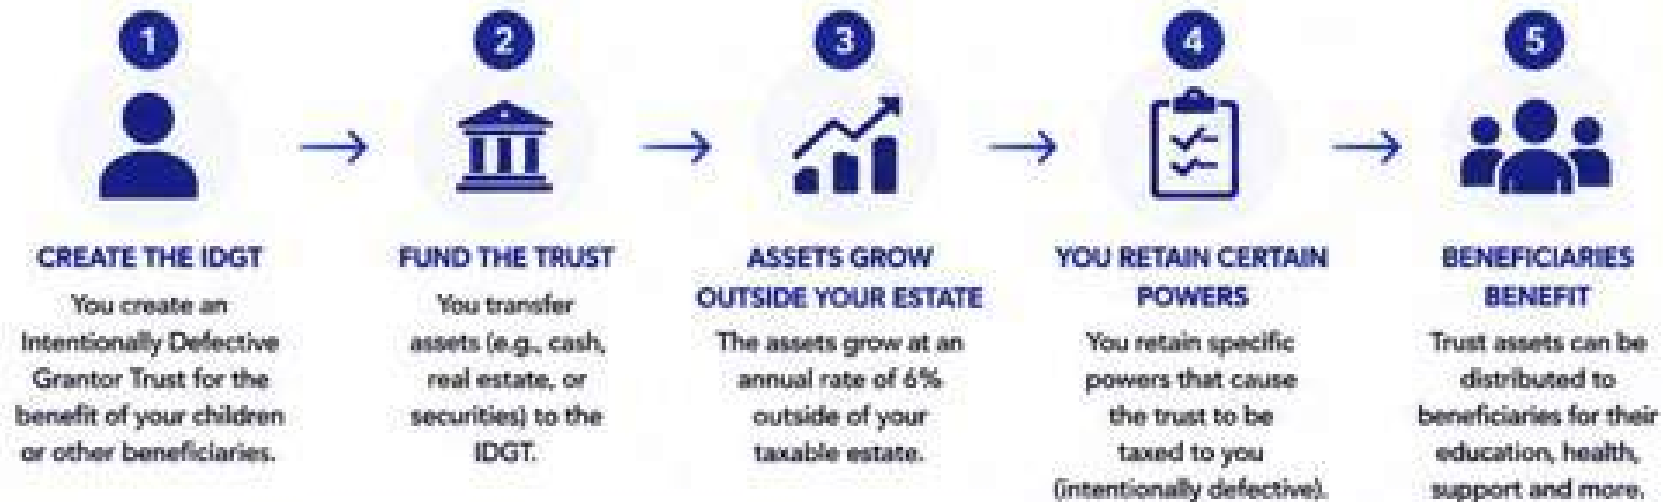 1
CREATE THE IDGT
You create an
Intentionally Defective
Grantor Trust for the
benefit of your children
or other beneficiaries.
2
FUND THE TRUST
You transfer
assets (e.g., cash,
real estate, or
securities) to the
IDGT.
3
ASSETS GROW
OUTSIDE YOUR ESTATE
The assets grow at an
annual rate of 6%
outside of your
taxable estate.
4
YOU RETAIN CERTAIN
POWERS
You retain specific
powers that cause
the trust to be
taxed to you
(intentionally defective).
5
BENEFICIARIES
BENEFIT
Trust assets can be
distributed to
beneficiaries for their
education, health,
support and more.